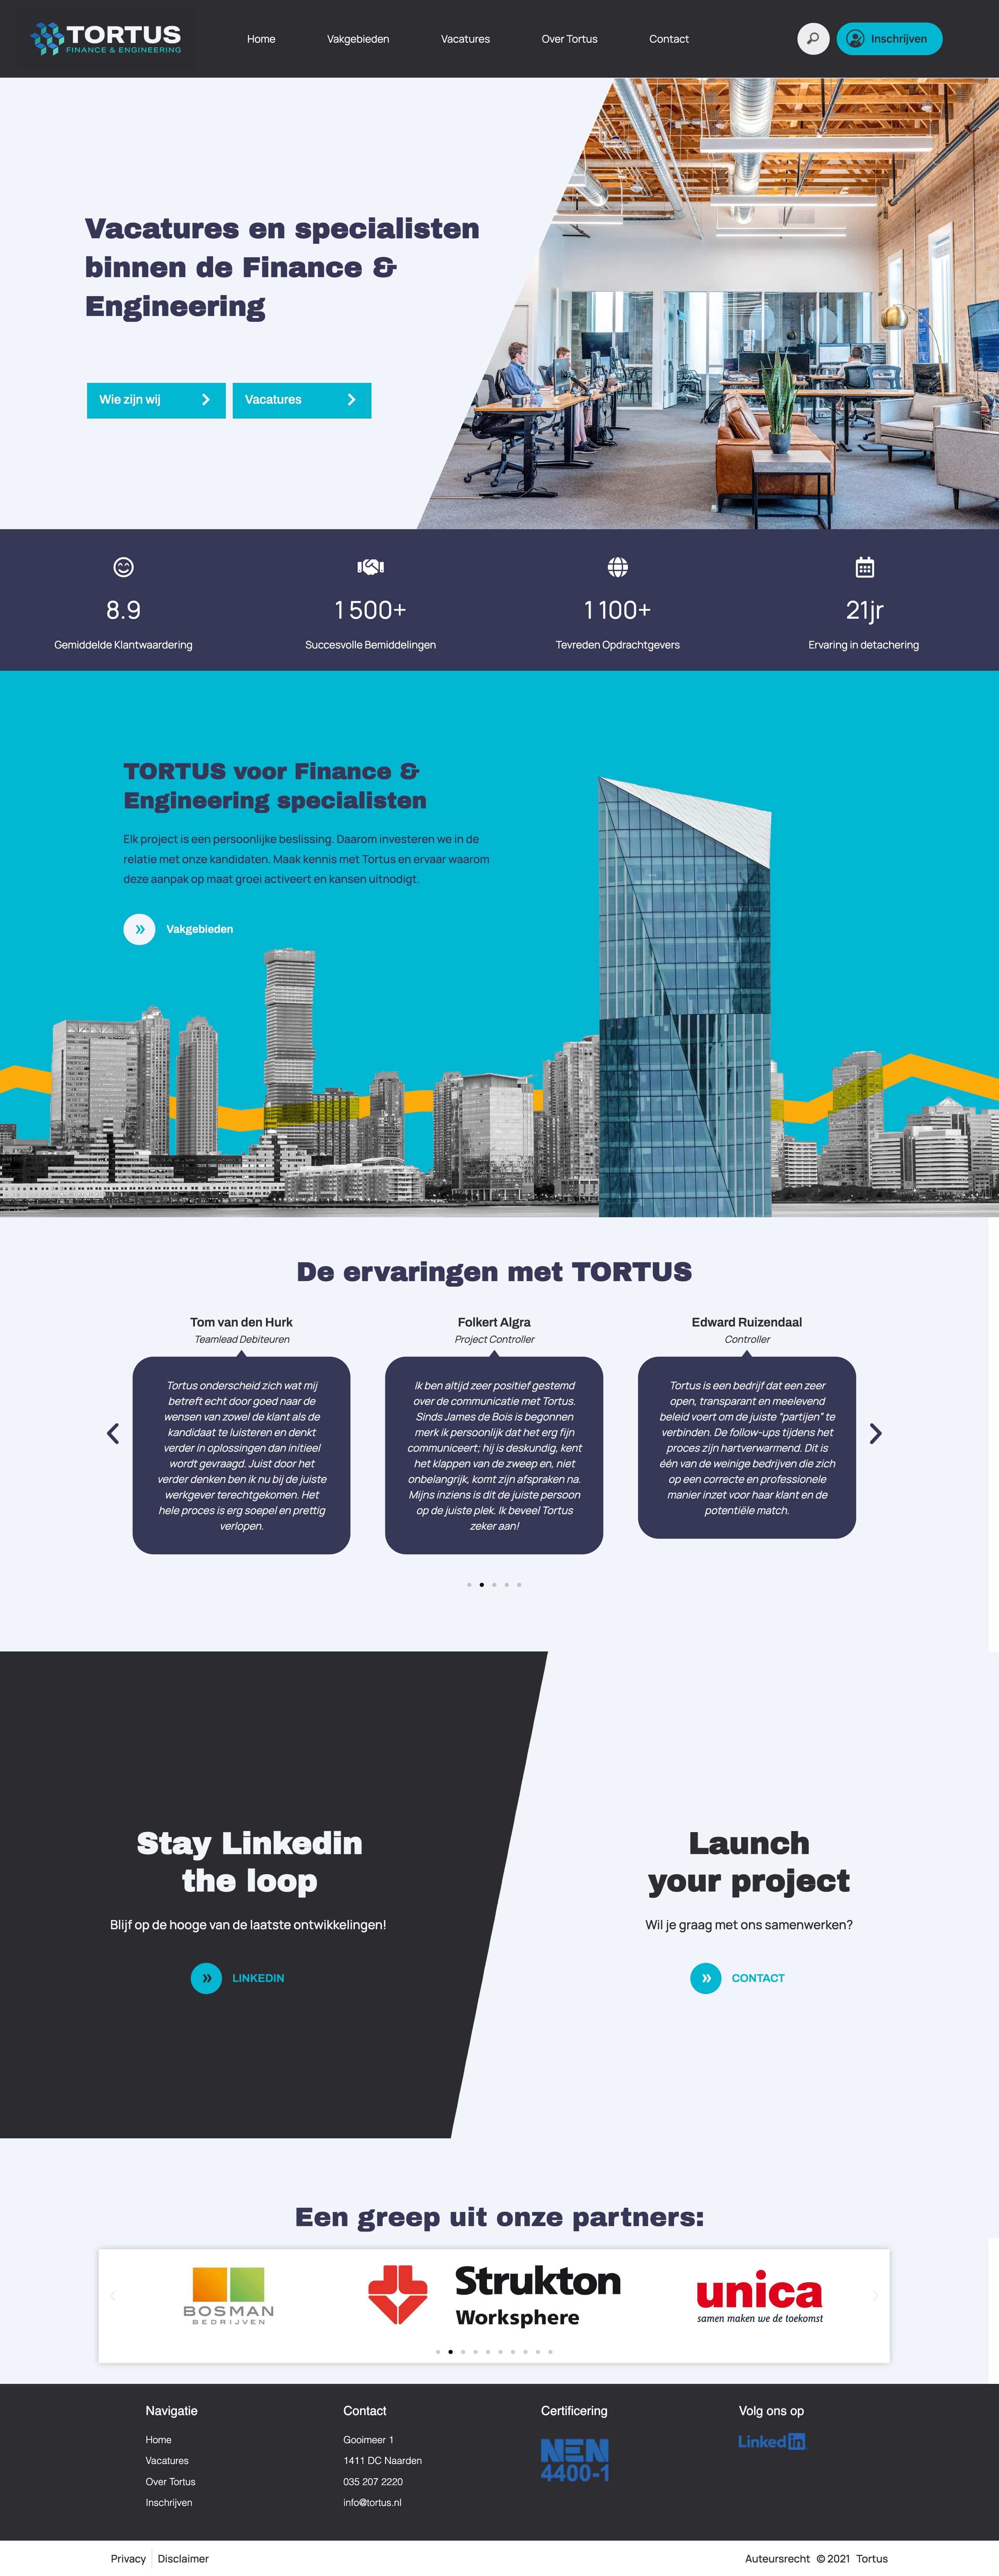 TORTUS
FINANCE & ENGINEERING
Home
Vakgebieden
Vacatures
Over Tortus
Contact
Inschrijven
Vacatures en specialisten
binnen de Finance &
Engineering
Wie zijn wij
Vacatures
8.9
1 500+
1 100+
21jr
Gemiddelde Klantwaardering
Succesvolle Bemiddelingen
Tevreden Opdrachtgevers
Ervaring in detachering
TORTUS voor Finance &
Engineering specialisten
Elk project is een persoonlijke beslissing. Daarom investeren we in de
relatie met onze kandidaten. Maak kennis met Tortus en ervaar waarom
deze aanpak op maat groei activeert en kansen uitnodigt.
Vakgebieden
De ervaringen met TORTUS
Tom van den Hurk
Teamlead Debiteuren
Tortus onderscheid zich wat mij
betreft echt door goed naar de
wensen van zowel de klant als de
kandidaat te luisteren en denkt
verder in oplossingen dan initieel
wordt gevraagd. Juist door het
verder denken ben ik nu bij de juiste
werkgever terechtgekomen. Het
hele proces is erg soepel en prettig
verlopen.
Folkert Algra
Project Controller
Ik ben altijd zeer positief gestemd
over de communicatie met Tortus.
Sinds James de Bois is begonnen
merk ik persoonlijk dat het erg fijn
communiceert; hij is deskundig, kent
het klappen van de zweep en, niet
onbelangrijk, komt zijn afspraken na.
Mijns inziens is dit de juiste persoon
op de juiste plek. Ik beveel Tortus
zeker aan!
Edward Ruizendaal
Controller
Tortus is een bedrijf dat een zeer
open, transparant en meelevend
beleid voert om de juiste “partijen” te
verbinden. De follow-ups tijdens het
proces zijn hartverwarmend. Dit is
één van de weinige bedrijven die zich
op een correcte en professionele
manier inzet voor haar klant en de
potentiële match.
Stay Linkedin
the loop
Blijf op de hooge van de laatste ontwikkelingen!
LINKEDIN
Launch
your project
Wil je graag met ons samenwerken?
CONTACT
Een greep uit onze partners:
BOSMAN
BEDRIJVEN
Strukton
Worksphere
unica
samen maken we de toekomst
Navigatie
Home
Vacatures
Over Tortus
Inschrijven
Contact
Gooimeer 1
1411 DC Naarden
035 207 2220
info@tortus.nl
Certificering
NEN
4400-1
Volg ons op
Linked in
Privacy
Disclaimer
Auteursrecht © 2021 Tortus